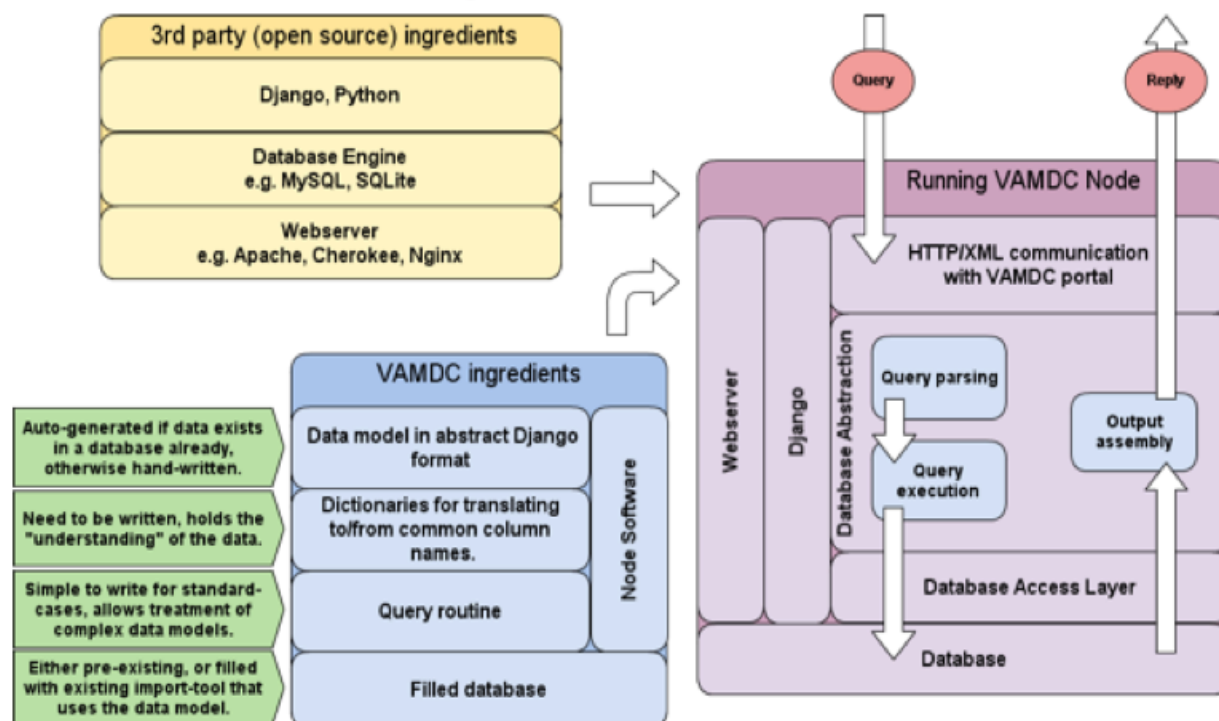 3rd party (open source) ingredients
Django, Python
Database Engine
e.g. MySQL, SQLite
Webserver
e.g. Apache, Cherokee, Nginx
VAMDC ingredients
Auto-generated if data exists
in a database already,
otherwise hand-written.
Data model in abstract Django
format
Need to be written, holds the
"understanding" of the data.
Dictionaries for translating
to/from common column
names.
Simple to write for standard-
cases, allows treatment of
complex data models.
Query routine
Either pre-existing, or filled
with existing import-tool that
uses the data model.
Filled database
Node Software
Query
Reply
Running VAMDC Node
Webserver
Django
HTTP/XML communication
with VAMDC portal
Database Abstraction
Query parsing
Query
execution
Output
assembly
Database Access Layer
Database